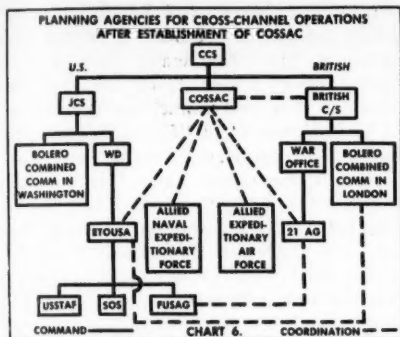 PLANNING AGENCIES FOR CROSS-CHANNEL OPERATIONS
AFTER ESTABLISHMENT OF COSSAC
CCS
U.S.
BRITISH
JCS
COSSAC
BRITISH
C/S
BOLERO
COMBINED
COMM IN
WASHINGTON
WD
WAR
OFFICE
BOLERO
COMBINED
COMM IN
LONDON
ETOUSA
ALLIED
NAVAL
EXPEDI-
TIONARY
FORCE
ALLIED
EXPEDI-
TIONARY
AIR
FORCE
21 AG
USSTAF
SOS
FUSAG
COMMAND
CHART 6.
COORDINATION